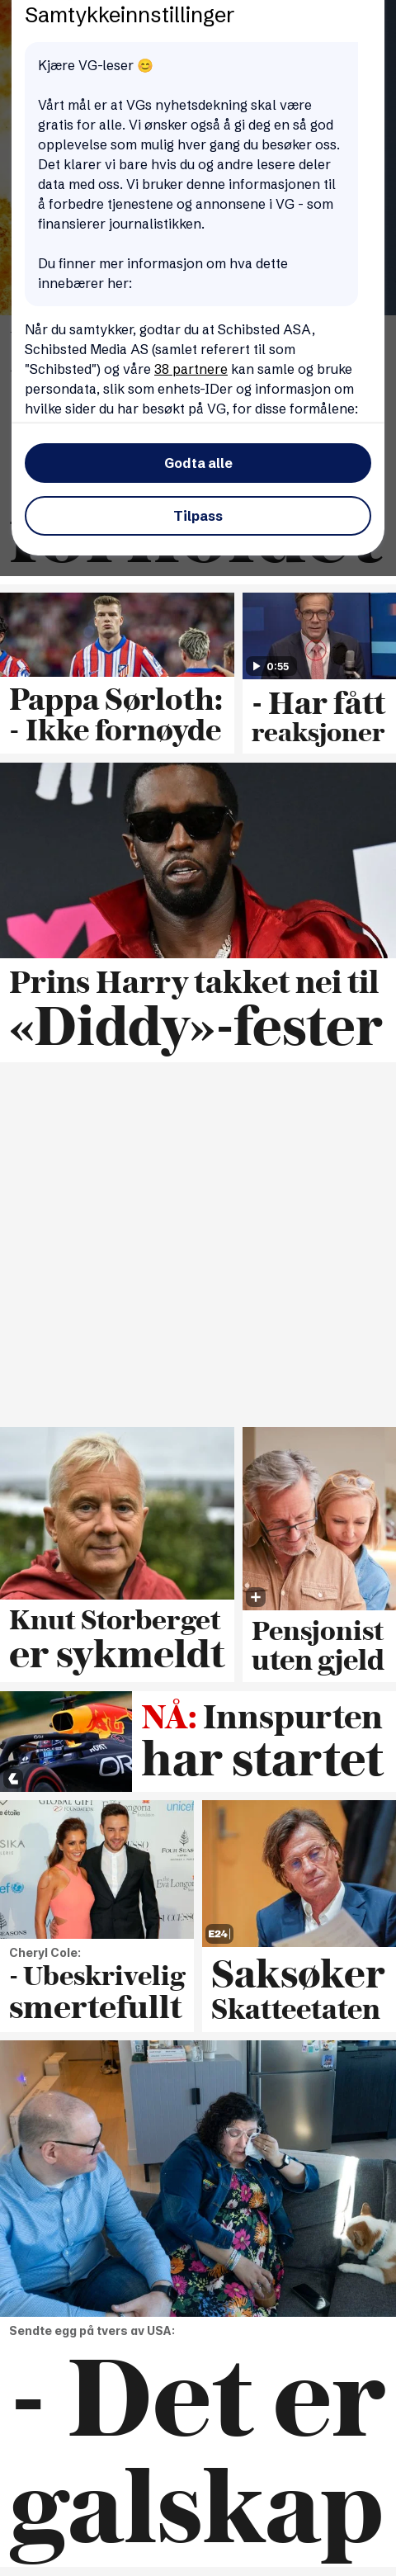 Samtykkeinnstillinger
Kjære VG-leser 😊
Vårt mål er at VGs nyhetsdekning skal være
gratis for alle. Vi ønsker også å gi deg en så god
opplevelse som mulig hver gang du besøker oss.
Det klarer vi bare hvis du og andre lesere deler
data med oss. Vi bruker denne informasjonen til
å forbedre tjenestene og annonsene i VG - som
finansierer journalistikken.
Du finner mer informasjon om hva dette
innebærer her:
Når du samtykker, godtar du at Schibsted ASA,
Schibsted Media AS (samlet referert til som
"Schibsted") og våre 38 partnere kan samle og bruke
persondata, slik som enhets-IDer og informasjon om
hvilke sider du har besøkt på VG, for disse formålene:
Godta alle
Tilpass
0:55
Pappa Sørloth:
- Ikke fornøyde
- Har fått
reaksjoner
Prins Harry takket nei til
«Diddy»-fester
Knut Storberget
er sykmeldt
Pensjonist
uten gjeld
NÅ: Innspurten
har startet
GLOBAL GIFT
FOUNDATION
unicef
E24
Cheryl Cole:
- Ubeskrivelig
smertefullt
Saksøker
Skatteetaten
Sendte egg på tvers av USA:
- Det er
galskap